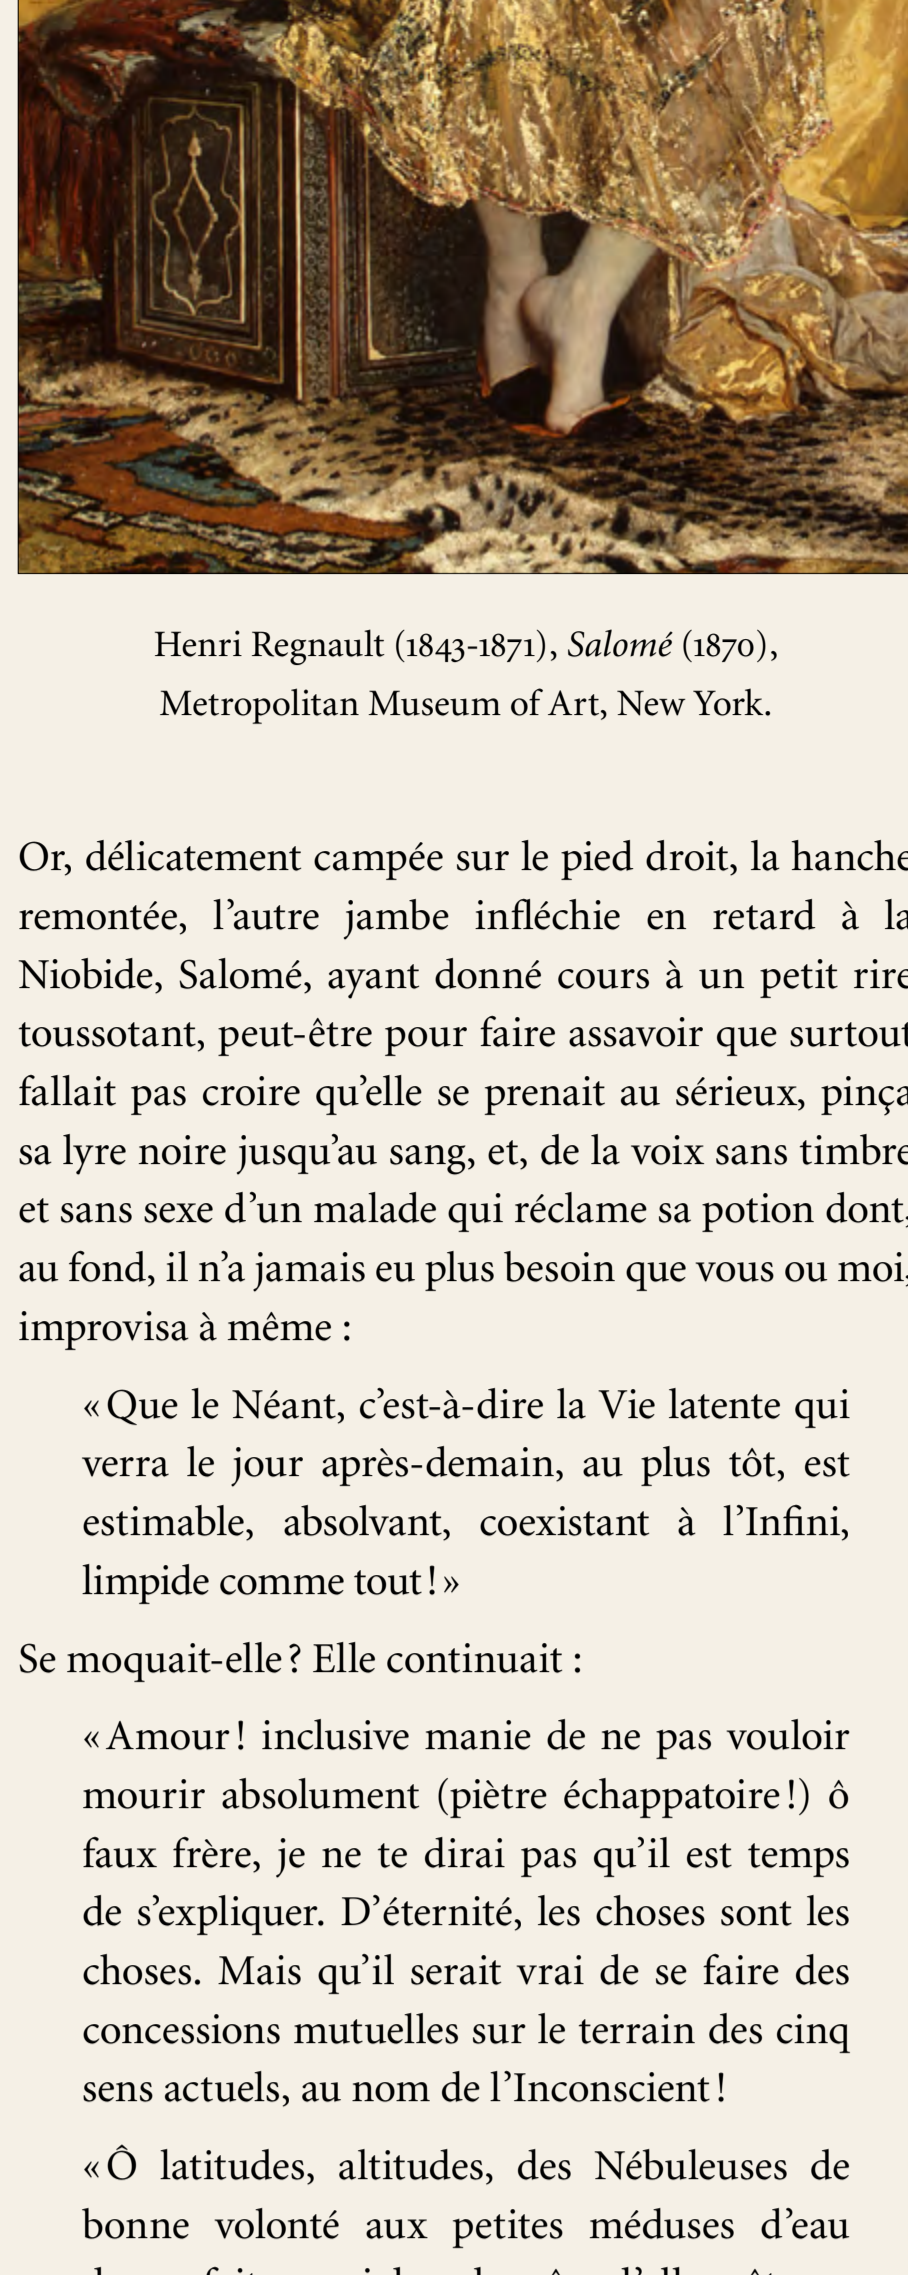 Henri Regnault (1843-1871), Salomé (1870),
Metropolitan Museum of Art, New York.
Or, délicatement campée sur le pied droit, la hanche
remontée, l’autre jambe infléchie en retard à la
Niobide, Salomé, ayant donné cours à un petit rire
toussotant, peut-être pour faire assavoir que surtout
fallait pas croire qu’elle se prenait au sérieux, pinça
sa lyre noire jusqu’au sang, et, de la voix sans timbre
et sans sexe d’un malade qui réclame sa potion dont,
au fond, il n’a jamais eu plus besoin que vous ou moi,
improvisa à même :
« Que le Néant, c’est-à-dire la Vie latente qui
verra le jour après-demain, au plus tôt, est
estimable, absolvant, coexistant à l’Infini,
limpide comme tout ! »
Se moquait-elle ? Elle continuait :
« Amour ! inclusive manie de ne pas vouloir
mourir absolument (piètre échappatoire !) ô
faux frère, je ne te dirai pas qu’il est temps
de s’expliquer. D’éternité, les choses sont les
choses. Mais qu’il serait vrai de se faire des
concessions mutuelles sur le terrain des cinq
sens actuels, au nom de l’Inconscient !
« Ô latitudes, altitudes, des Nébuleuses de
bonne volonté aux petites méduses d’eau